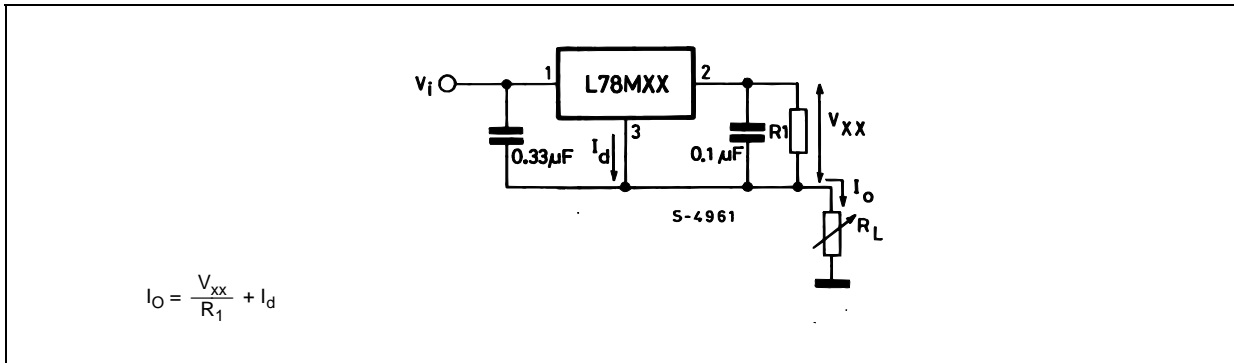 Vi
1
L78MXX
2
3
0.33µF
Id
0.1µF
R1
VXX
Io
RL
S-4961
IO = Vxx / R1 + Id